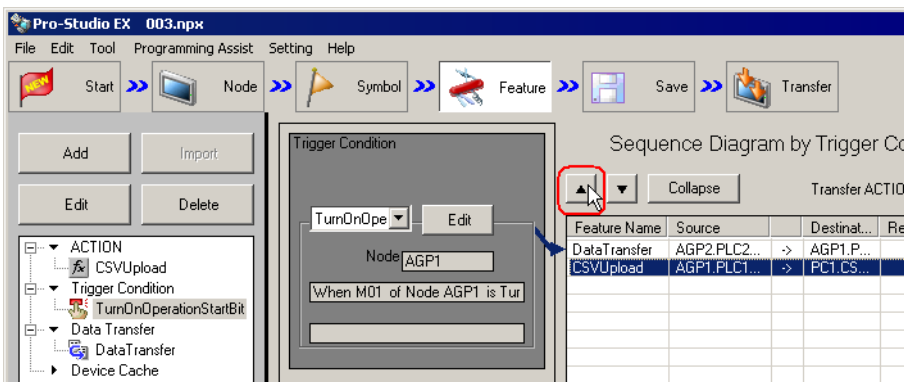 Pro-Studio EX 003.npx
File Edit Tool Programming Assist Setting Help
NEW Start Node Symbol Feature Save Transfer
Add Import
Edit Delete
ACTION
fx CSVUpload
Trigger Condition
TurnOnOperationStartBit
Data Transfer
DataTransfer
Device Cache
Trigger Condition
TurnOnOpe Edit
Node AGP1
When M01 of Node AGP1 is Tur
Sequence Diagram by Trigger Co
Collapse Transfer ACTIO
Feature Name Source Destinat... Re
DataTransfer AGP2.PLC2... -> AGP1.P...
CSVUpload AGP1.PLC1... -> PC1.CS...